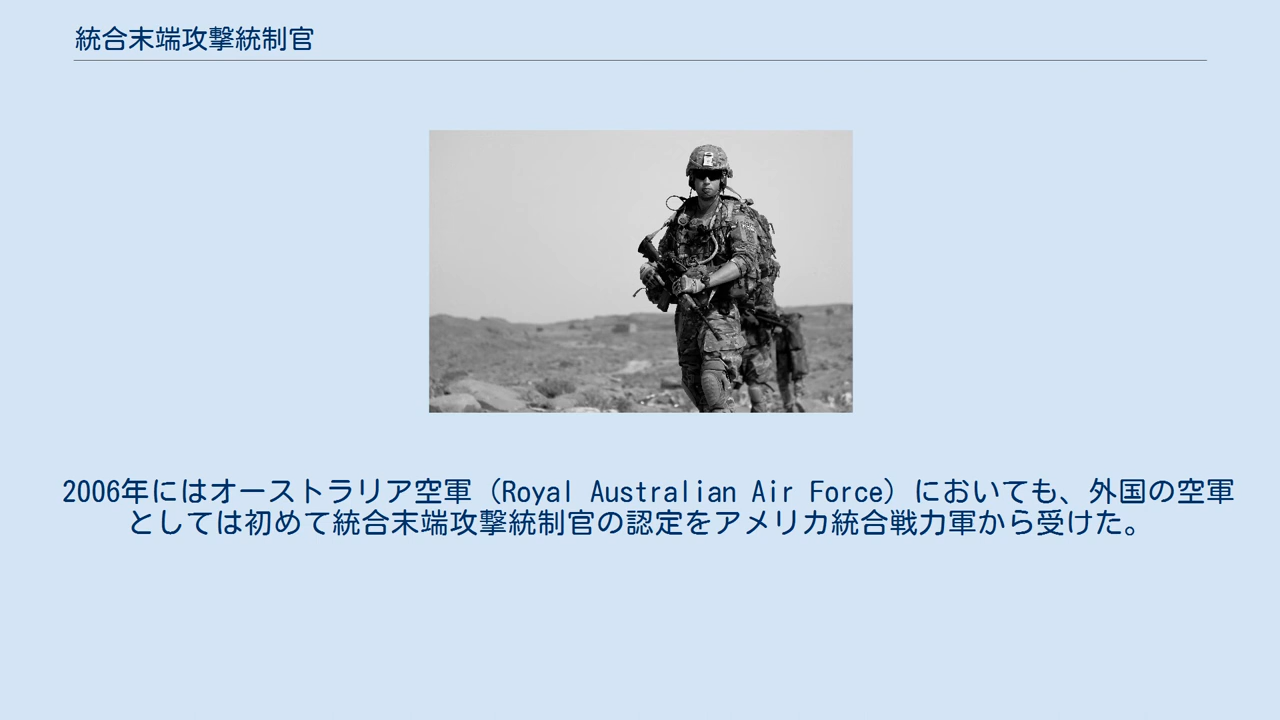 統合末端攻撃統制官
2006年にはオーストラリア空軍（Royal Australian Air Force）においても、外国の空軍
としては初めて統合末端攻撃統制官の認定をアメリカ統合戦力軍から受けた。